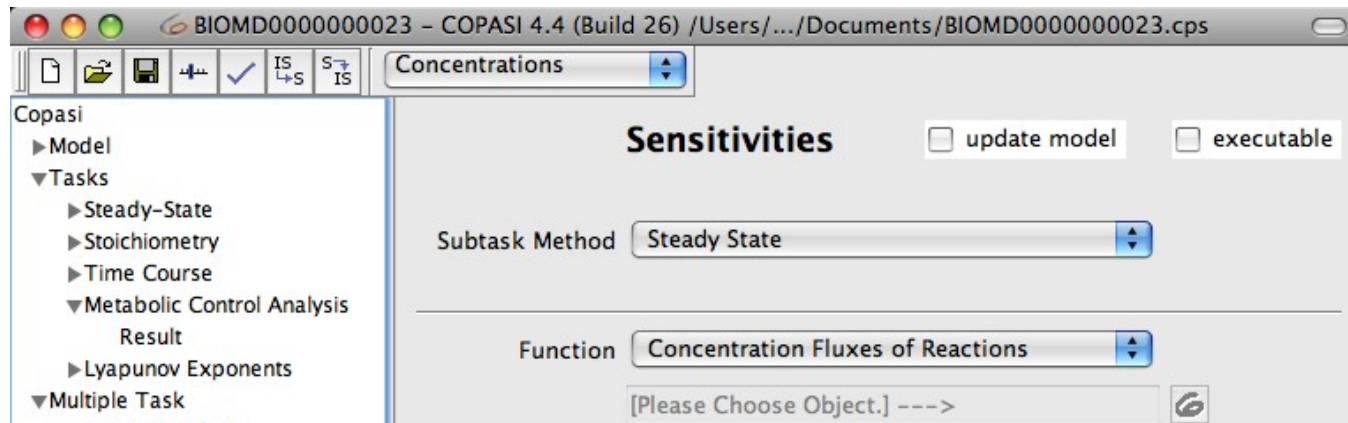 BIOMD0000000023 – COPASI 4.4 (Build 26) /Users/.../Documents/BIOMD0000000023.cps
IS S S IS Concentrations
Copasi
Model
Tasks
Steady-State
Stoichiometry
Time Course
Metabolic Control Analysis
Result
Lyapunov Exponents
Multiple Task
Sensitivities update model executable
Subtask Method Steady State
Function Concentration Fluxes of Reactions
[Please Choose Object.] --->